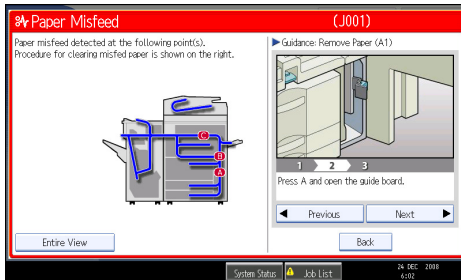 Paper Misfeed
(J001)
Paper misfeed detected at the following point(s).
Procedure for clearing misfed paper is shown on the right.
C
B
A
Entire View
Guidance: Remove Paper (A1)
1 2 3
Press A and open the guide board.
Previous
Next
Back
System Status
Job List
24 DEC 2008
6:02